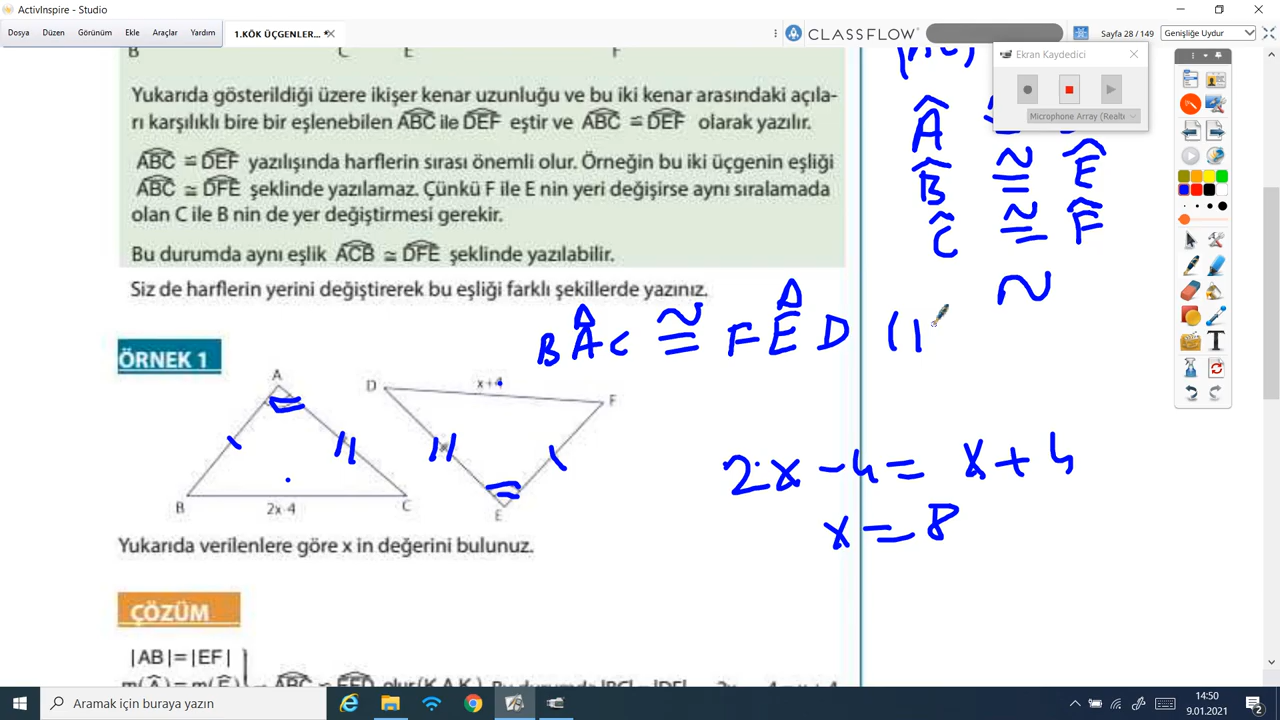 ActivInspire - Studio
Dosya Düzen Görünüm Ekle Araçlar Yardım
1.KÖK ÜÇGENLER...*
CLASSFLOW
Sayfa 28 / 149
Genişliğe Uydur
Ekran Kaydedici
Microphone Array (Realt
B C E F
Yukarıda gösterildiği üzere ikişer kenar uzunluğu ve bu iki kenar arasındaki açıla-
rı karşılıklı bire bir eşlenebilen ABC ile DEF eştir ve ABC ≅ DEF olarak yazılır.
ABC ≅ DEF yazılışında harflerin sırası önemli olur. Örneğin bu iki üçgenin eşliği
ABC ≅ DFE şeklinde yazılamaz. Çünkü F ile E nin yeri değişirse aynı sıralamada
olan C ile B nin de yer değiştirmesi gerekir.
Bu durumda aynı eşlik ACB ≅ DFE şeklinde yazılabilir.
Siz de harflerin yerini değiştirerek bu eşliği farklı şekillerde yazınız.
Â
B̂ ≅ Ê
Ĉ ≅ F̂
~
BAC ≅ FED (|
ÖRNEK 1
A
D x+4 F
B 2x-4 C
E
2x-4 = x+4
x = 8
Yukarıda verilenlere göre x in değerini bulunuz.
ÇÖZÜM
|AB|=|EF|
Aramak için buraya yazın
14:50
9.01.2021
2